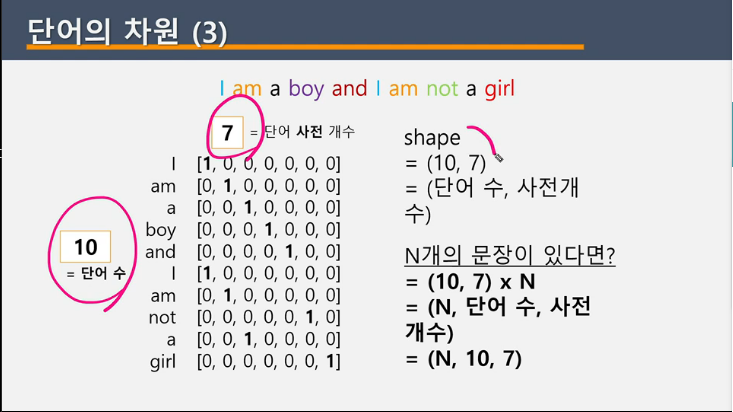 단어의 차원 (3)
I am a boy and I am not a girl
7 = 단어 사전 개수
I [1, 0, 0, 0, 0, 0, 0]
am [0, 1, 0, 0, 0, 0, 0]
a [0, 0, 1, 0, 0, 0, 0]
boy [0, 0, 0, 1, 0, 0, 0]
and [0, 0, 0, 0, 1, 0, 0]
I [1, 0, 0, 0, 0, 0, 0]
am [0, 1, 0, 0, 0, 0, 0]
not [0, 0, 0, 0, 0, 1, 0]
a [0, 0, 1, 0, 0, 0, 0]
girl [0, 0, 0, 0, 0, 0, 1]
10
= 단어 수
shape
= (10, 7)
= (단어 수, 사전개
수)
N개의 문장이 있다면?
= (10, 7) x N
= (N, 단어 수, 사전
개수)
= (N, 10, 7)